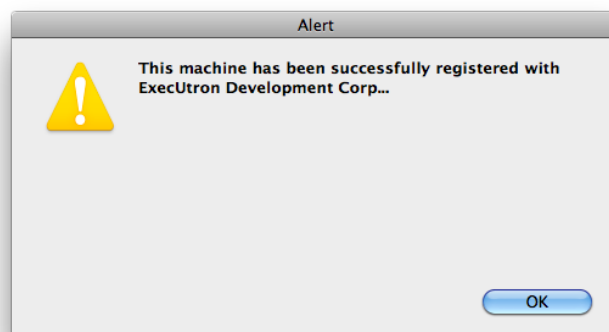 Alert
This machine has been successfully registered with
ExecUtron Development Corp...
OK